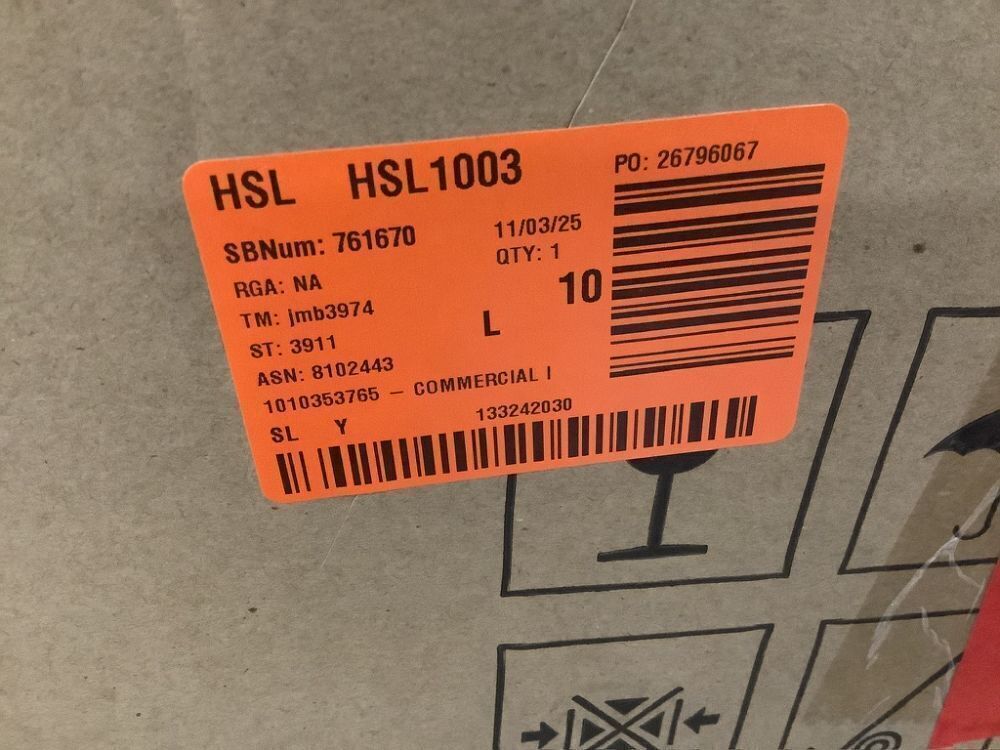 HSL HSL1003
PO: 26796067
SBNum: 761670
11/03/25
RGA: NA
QTY: 1
TM: jmb3974
L
10
ST: 3911
ASN: 8102443
1010353765 – COMMERCIAL I
SL Y
133242030